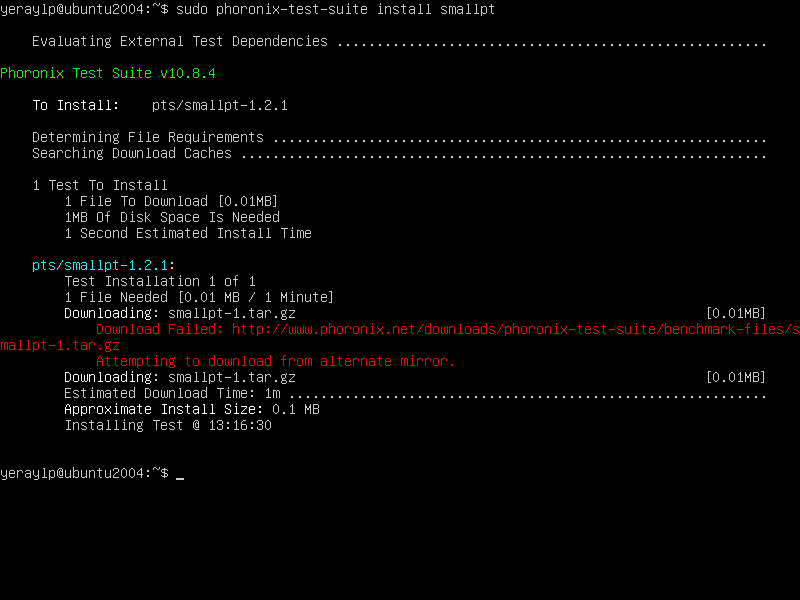 yeraylp@ubuntu2004:~$ sudo phoronix-test-suite install smallpt
Evaluating External Test Dependencies ......................................................
Phoronix Test Suite v10.8.4
To Install:    pts/smallpt-1.2.1
Determining File Requirements ..............................................................
Searching Download Caches ..................................................................
1 Test To Install
1 File To Download [0.01MB]
1MB Of Disk Space Is Needed
1 Second Estimated Install Time
pts/smallpt-1.2.1:
Test Installation 1 of 1
1 File Needed [0.01 MB / 1 Minute]
Downloading: smallpt-1.tar.gz [0.01MB]
Download Failed: http://www.phoronix.net/downloads/phoronix-test-suite/benchmark-files/s
mallpt-1.tar.gz
Attempting to download from alternate mirror.
Downloading: smallpt-1.tar.gz [0.01MB]
Estimated Download Time: 1m ............................................................
Approximate Install Size: 0.1 MB
Installing Test @ 13:16:30
yeraylp@ubuntu2004:~$ _